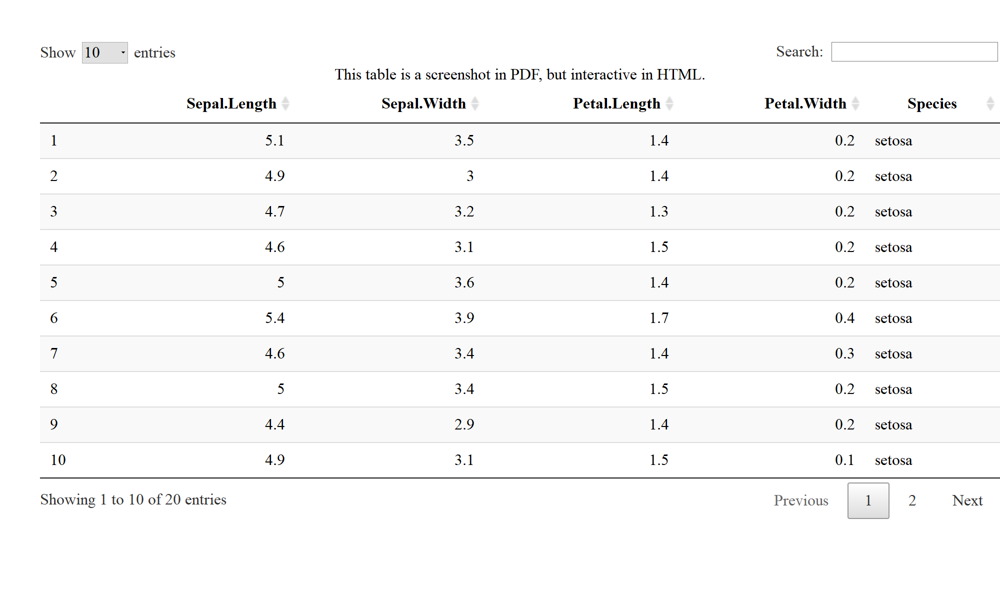 Show 10 entries Search:
This table is a screenshot in PDF, but interactive in HTML.
Sepal.Length Sepal.Width Petal.Length Petal.Width Species
1 5.1 3.5 1.4 0.2 setosa
2 4.9 3 1.4 0.2 setosa
3 4.7 3.2 1.3 0.2 setosa
4 4.6 3.1 1.5 0.2 setosa
5 5 3.6 1.4 0.2 setosa
6 5.4 3.9 1.7 0.4 setosa
7 4.6 3.4 1.4 0.3 setosa
8 5 3.4 1.5 0.2 setosa
9 4.4 2.9 1.4 0.2 setosa
10 4.9 3.1 1.5 0.1 setosa
Showing 1 to 10 of 20 entries Previous 1 2 Next